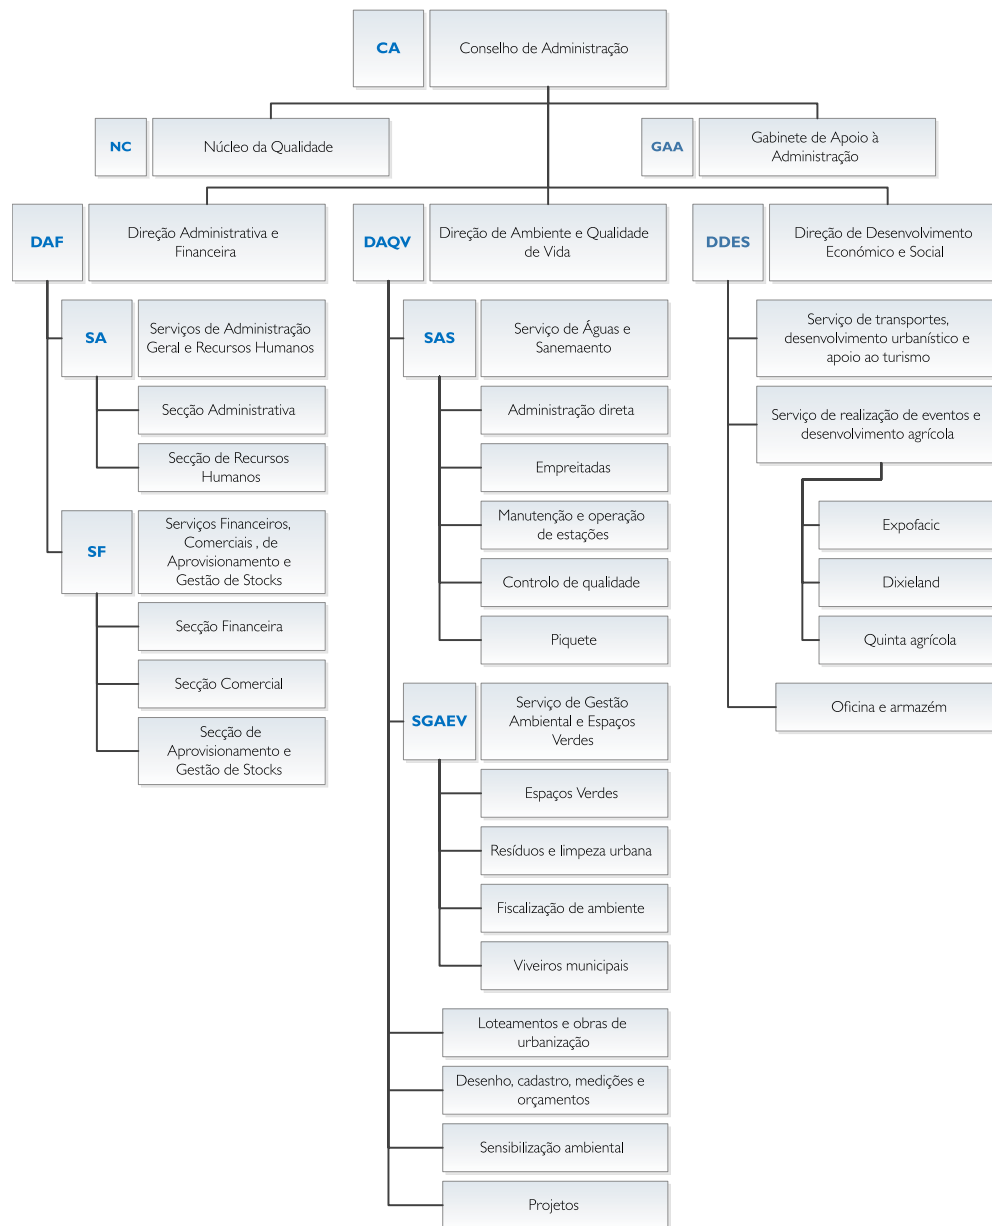 CA
Conselho de Administração
NC
Núcleo da Qualidade
GAA
Gabinete de Apoio à
Administração
DAF
Direção Administrativa e
Financeira
SA
Serviços de Administração
Geral e Recursos Humanos
Secção Administrativa
Secção de Recursos
Humanos
SF
Serviços Financeiros,
Comerciais , de
Aprovisionamento e
Gestão de Stocks
Secção Financeira
Secção Comercial
Secção de
Aprovisionamento e
Gestão de Stocks
DAQV
Direção de Ambiente e Qualidade
de Vida
SAS
Serviço de Águas e
Sanemaento
Administração direta
Empreitadas
Manutenção e operação
de estações
Controlo de qualidade
Piquete
SGAEV
Serviço de Gestão
Ambiental e Espaços
Verdes
Espaços Verdes
Resíduos e limpeza urbana
Fiscalização de ambiente
Viveiros municipais
Loteamentos e obras de
urbanização
Desenho, cadastro, medições e
orçamentos
Sensibilização ambiental
Projetos
DDES
Direção de Desenvolvimento
Económico e Social
Serviço de transportes,
desenvolvimento urbanístico e
apoio ao turismo
Serviço de realização de eventos e
desenvolvimento agrícola
Expofacic
Dixieland
Quinta agrícola
Oficina e armazém